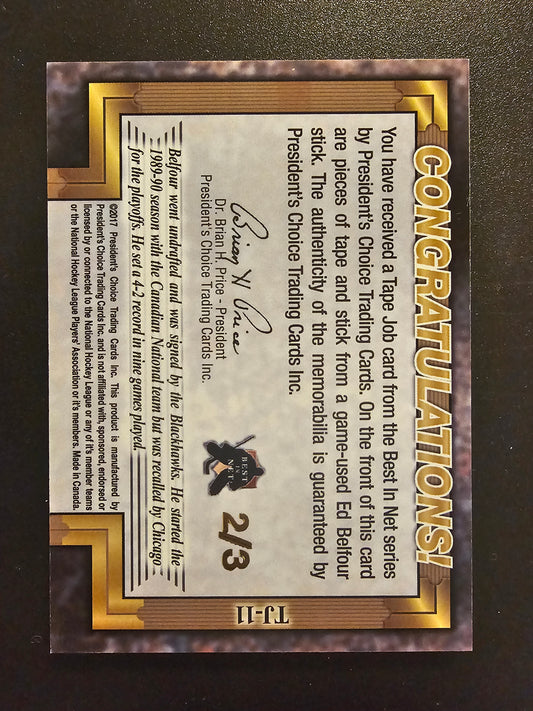 CONGRATULATIONS!
You have received a Tape Job card from the Best In Net series
by President's Choice Trading Cards. On the front of this card
are pieces of tape and stick from a game-used Ed Belfour
stick. The authenticity of the memorabilia is guaranteed by
President's Choice Trading Cards Inc.
Brian H Price
Dr. Brian H. Price - President
President's Choice Trading Cards Inc.
BEST
IN
NET
2/3
Belfour went undrafted and was signed by the Blackhawks. He started the
1989-90 season with the Canadian National team but was recalled by Chicago
for the playoffs. He set a 4-2 record in nine games played.
©2017 President's Choice Trading Cards Inc. This product is manufactured by
President's Choice Trading Cards Inc. and is not affiliated with, sponsored, endorsed or
licensed by or connected to the National Hockey League or any of it's member teams
or the National Hockey League Players' Association or it's members. Made in Canada.
TJ-11